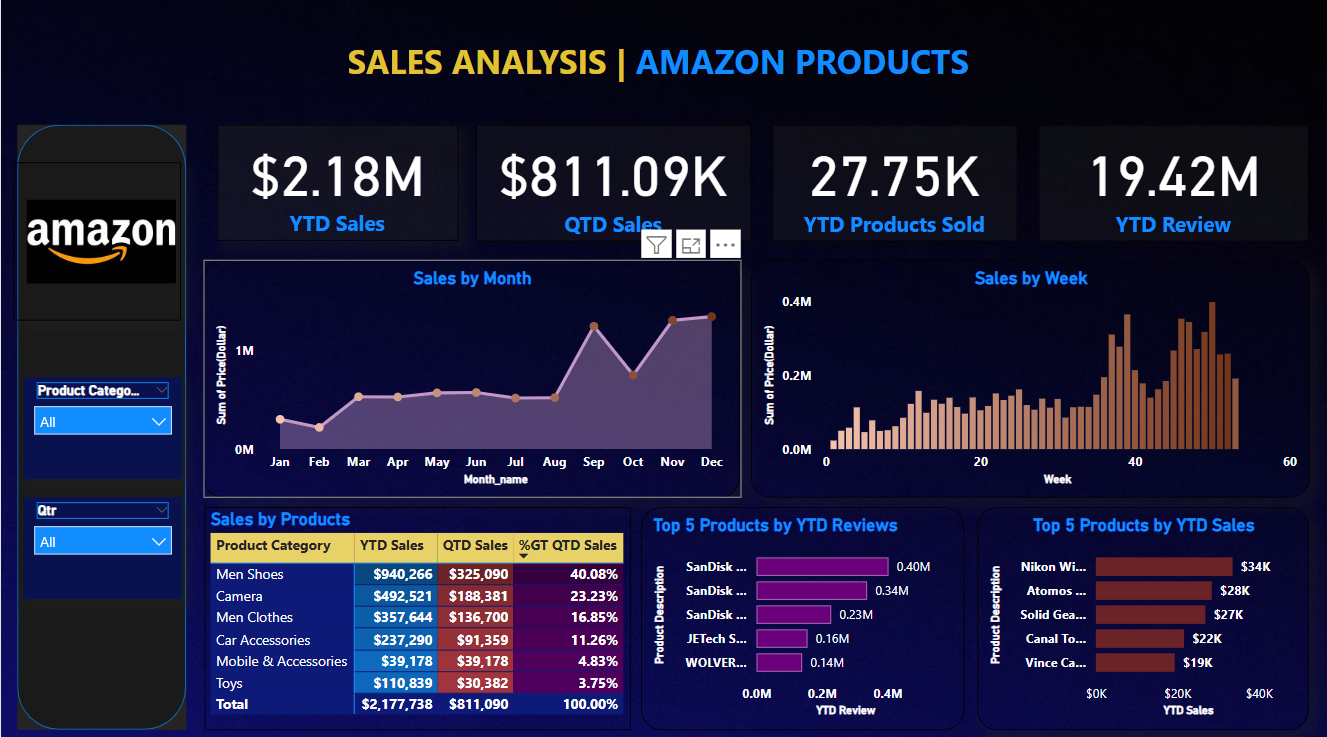 SALES ANALYSIS | AMAZON PRODUCTS
amazon
Product Catego...
All
Qtr
All
$2.18M
YTD Sales
$811.09K
QTD Sales
27.75K
YTD Products Sold
19.42M
YTD Review
Sales by Month
Sum of Price(Dollar)
1M
0M
Jan Feb Mar Apr May Jun Jul Aug Sep Oct Nov Dec
Month_name
Sales by Week
Sum of Price(Dollar)
0.4M
0.2M
0.0M
0 20 40 60
Week
Sales by Products
Product Category YTD Sales QTD Sales %GT QTD Sales
Men Shoes $940,266 $325,090 40.08%
Camera $492,521 $188,381 23.23%
Men Clothes $357,644 $136,700 16.85%
Car Accessories $237,290 $91,359 11.26%
Mobile & Accessories $39,178 $39,178 4.83%
Toys $110,839 $30,382 3.75%
Total $2,177,738 $811,090 100.00%
Top 5 Products by YTD Reviews
Product Description
SanDisk ... 0.40M
SanDisk ... 0.34M
SanDisk ... 0.23M
JETech S... 0.16M
WOLVER... 0.14M
0.0M 0.2M 0.4M
YTD Review
Top 5 Products by YTD Sales
Product Description
Nikon Wi... $34K
Atomos ... $28K
Solid Gea... $27K
Canal To... $22K
Vince Ca... $19K
$0K $20K $40K
YTD Sales